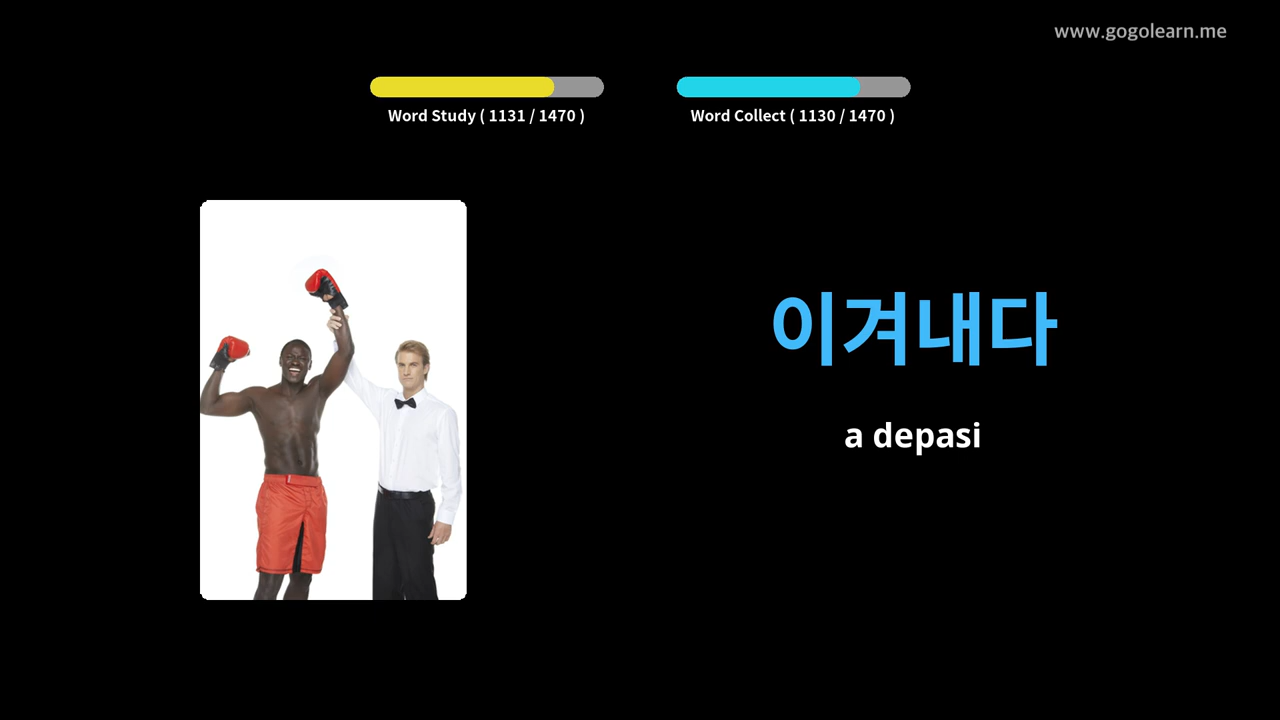 www.gogolearn.me
Word Study ( 1131 / 1470 )
Word Collect ( 1130 / 1470 )
이겨내다
a depasi